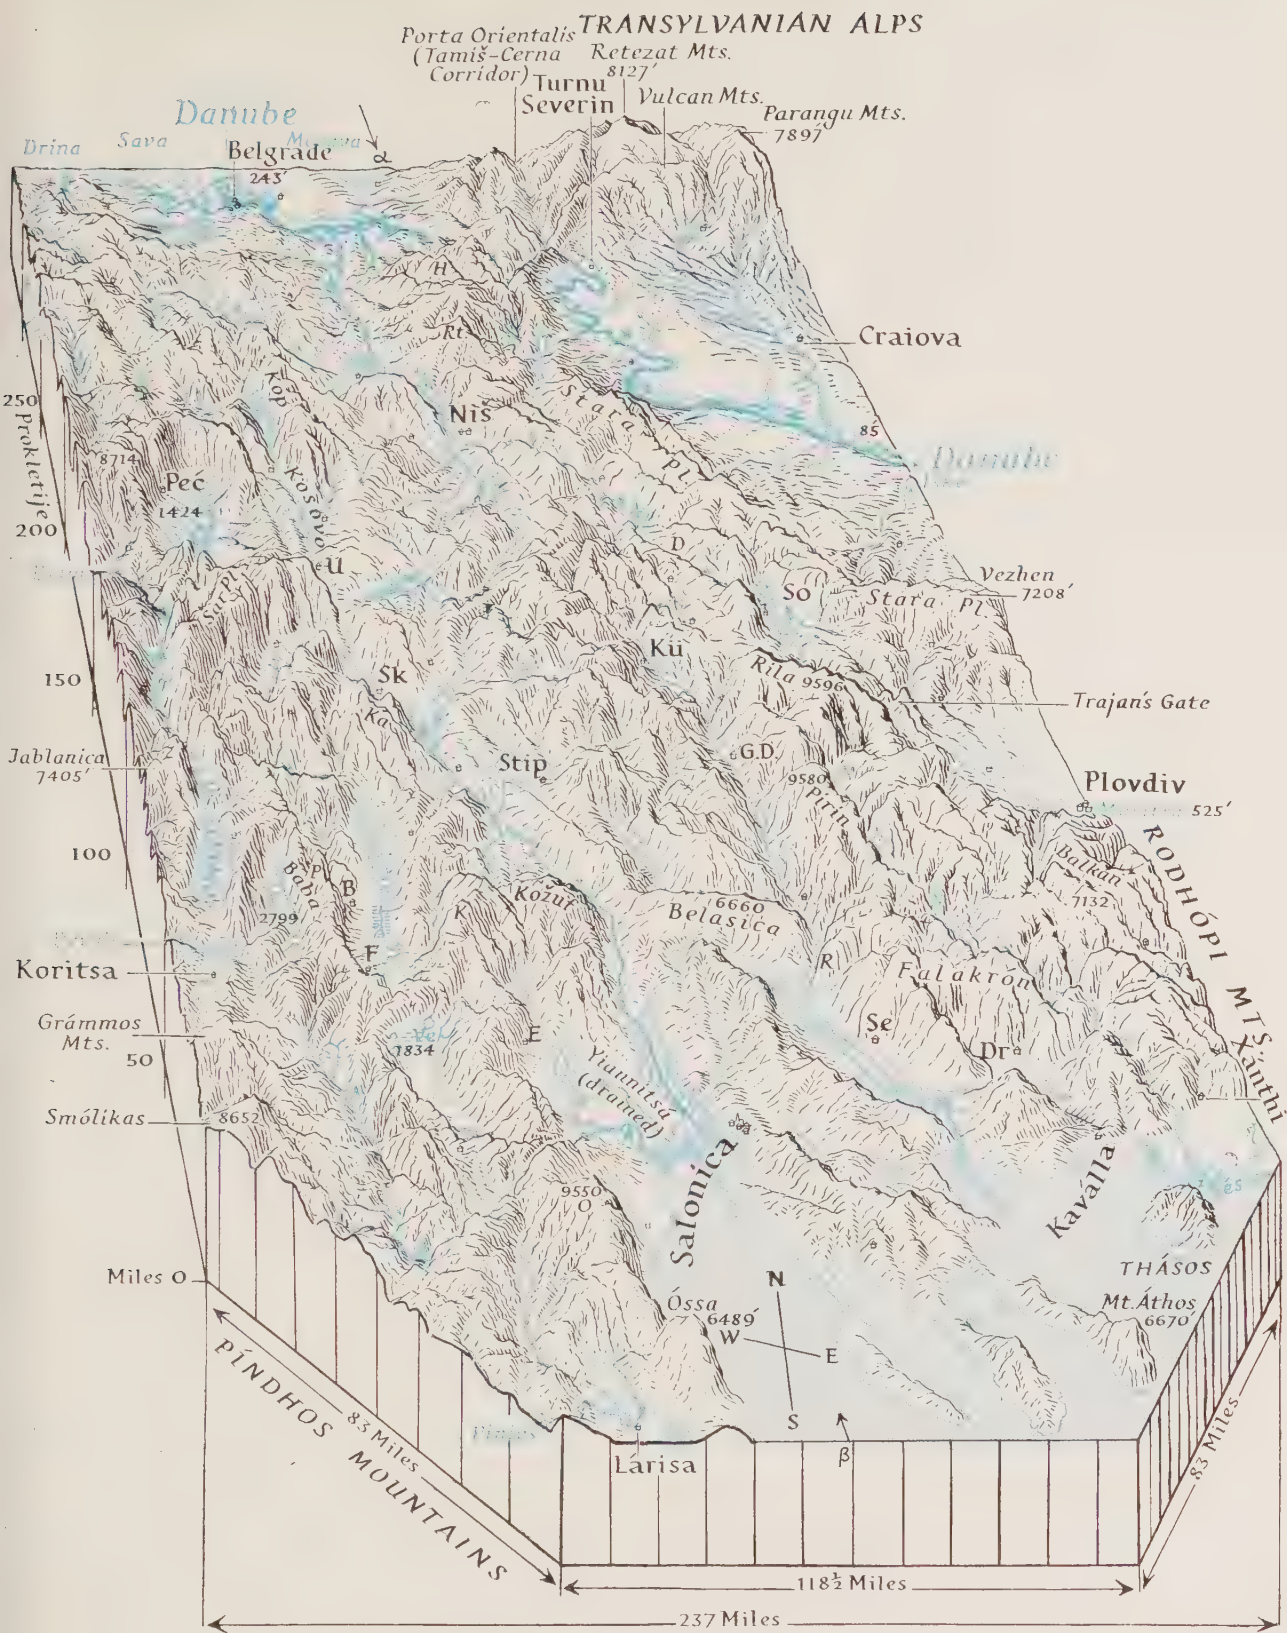 TRANSYLVANIAN ALPS
Porta Orientalis
(Tamiš-Cerna
Corridor)
Retezat Mts.
8127′
Turnu
Severin
Vulcan Mts.
Parangu Mts.
7897′
Danube
Drina
Sava
Belgrade
243′
α
H
Rt
Craiova
250
Prokletije
Kop
Niš
Stara Pl
85′
Danube
8714
Peć
1424
Kosovo
200
U
D
So
Vezhen
7208′
Stara Pl
Kü
150
Sk
Ka
Rila 9596
Trajan's Gate
Jablanica
7405′
Stip
G.D.
9580
Pirin
Plovdiv
525′
100
P
Baba
B
2799
K
Kožuf
6660
Belasica
Balkan
7132
RODHÓPI MTS.
Koritsa
F
R
Falakrón
Grámmos
Mts.
50
1834
E
Yiannitsá
(drained)
Se
Dr
Xánthi
Smólikas
8652
9550
O
Salonica
Kaválla
THÁSOS
Miles O
N
Óssa
6489′
W
E
Mt. Áthos
6670′
S
β
Lárisa
PÍNDHOS MOUNTAINS
83 Miles
83 Miles
118½ Miles
237 Miles